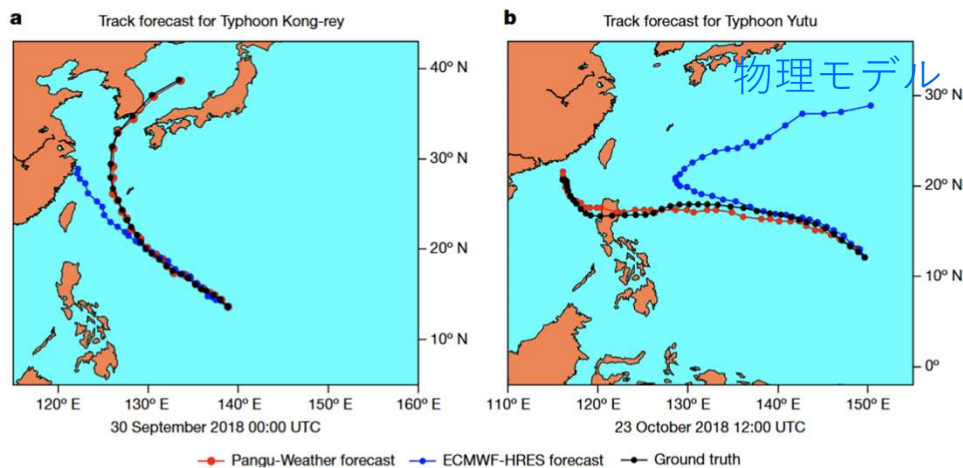 a
Track forecast for Typhoon Kong-rey
40° N
30° N
20° N
10° N
120° E
130° E
140° E
150° E
160° E
30 September 2018 00:00 UTC
b
Track forecast for Typhoon Yutu
物理モデル
30° N
20° N
10° N
0°
110° E
120° E
130° E
140° E
150° E
23 October 2018 12:00 UTC
Pangu-Weather forecast
ECMWF-HRES forecast
Ground truth